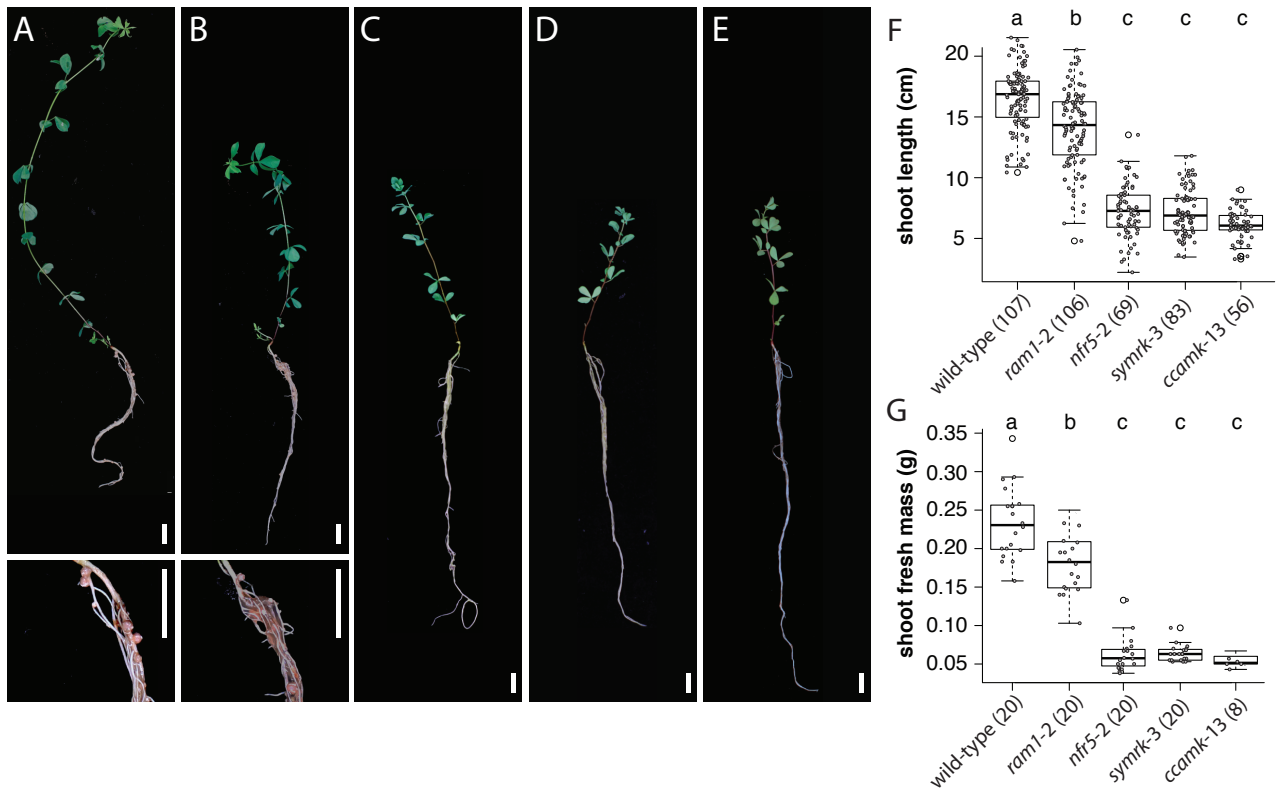 A
B
C
D
E
F
a b c c c
20
15
10
5
shoot length (cm)
wild-type (107)
ram1-2 (106)
nfr5-2 (69)
symrk-3 (83)
ccamk-13 (56)
G
a b c c c
0.35
0.30
0.25
0.20
0.15
0.10
0.05
shoot fresh mass (g)
wild-type (20)
ram1-2 (20)
nfr5-2 (20)
symrk-3 (20)
ccamk-13 (8)